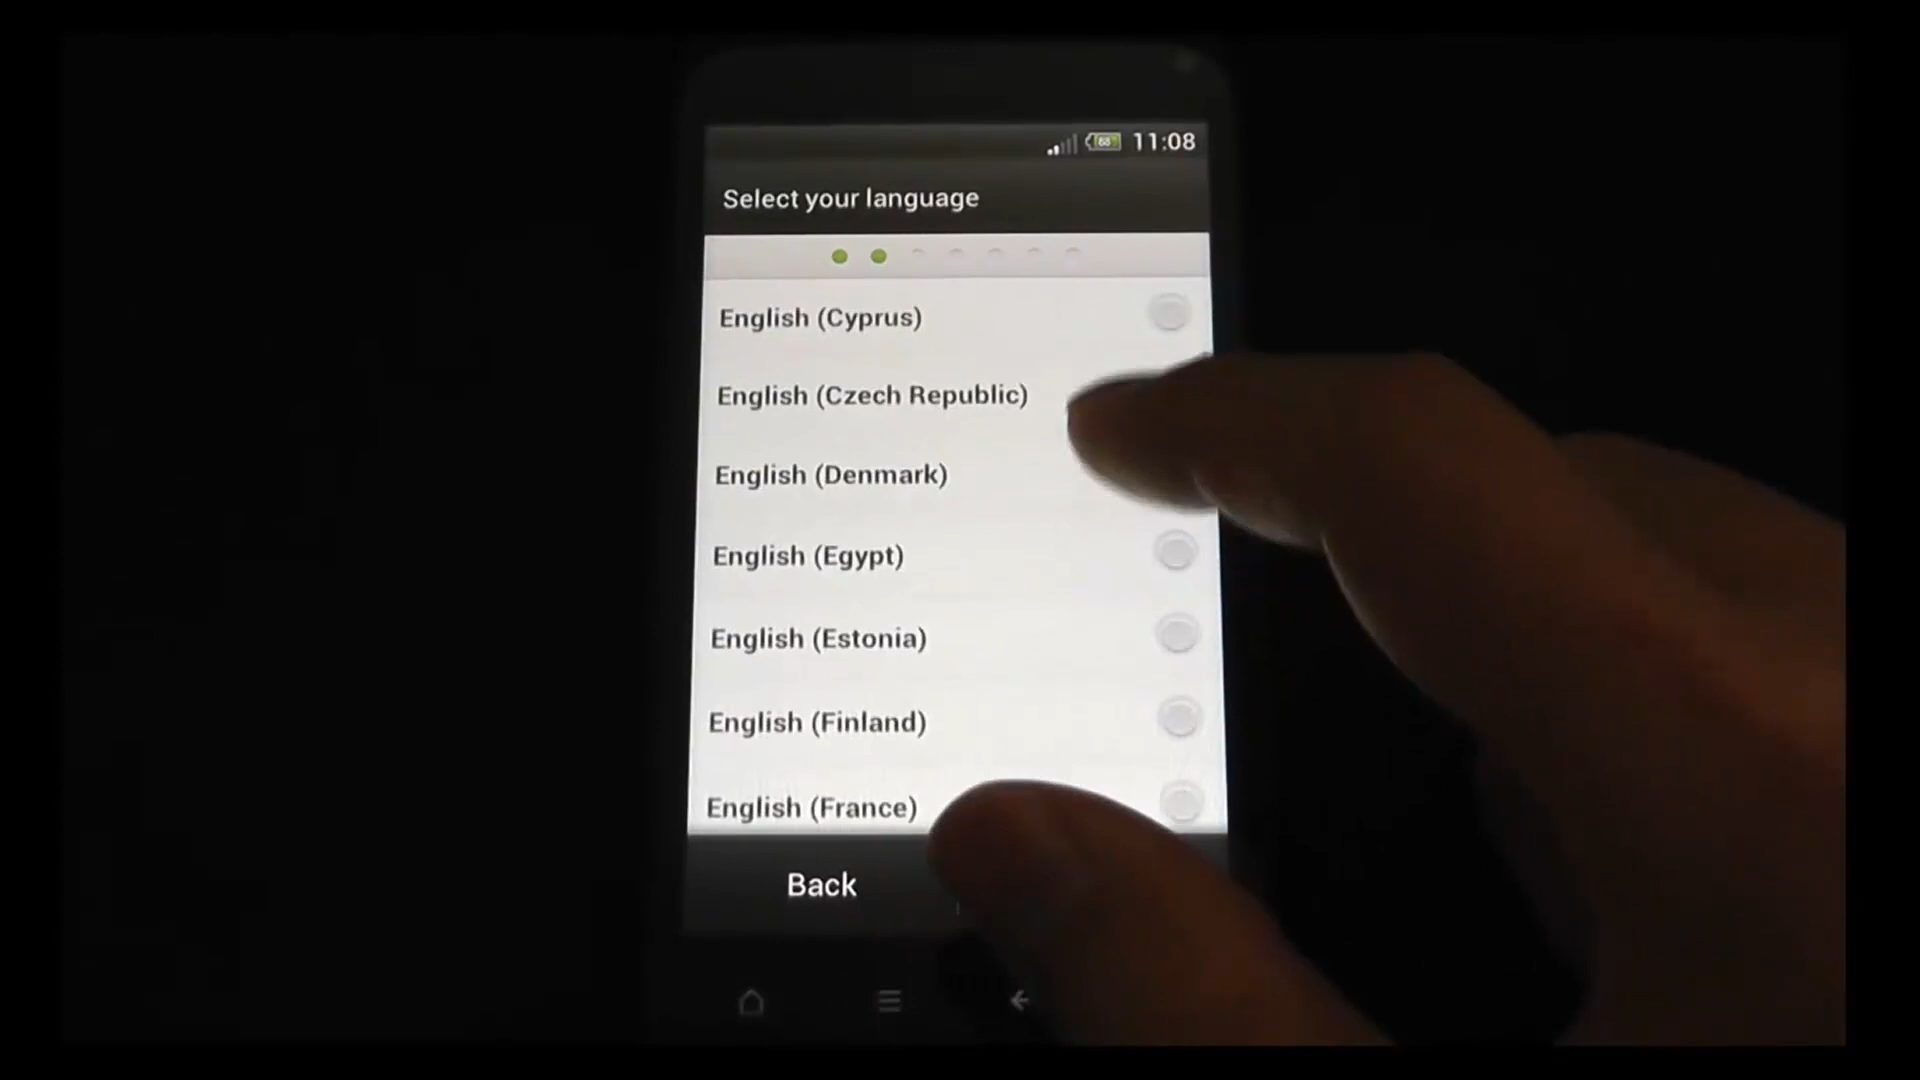 11:08
Select your language
English (Cyprus)
English (Czech Republic)
English (Denmark)
English (Egypt)
English (Estonia)
English (Finland)
English (France)
Back